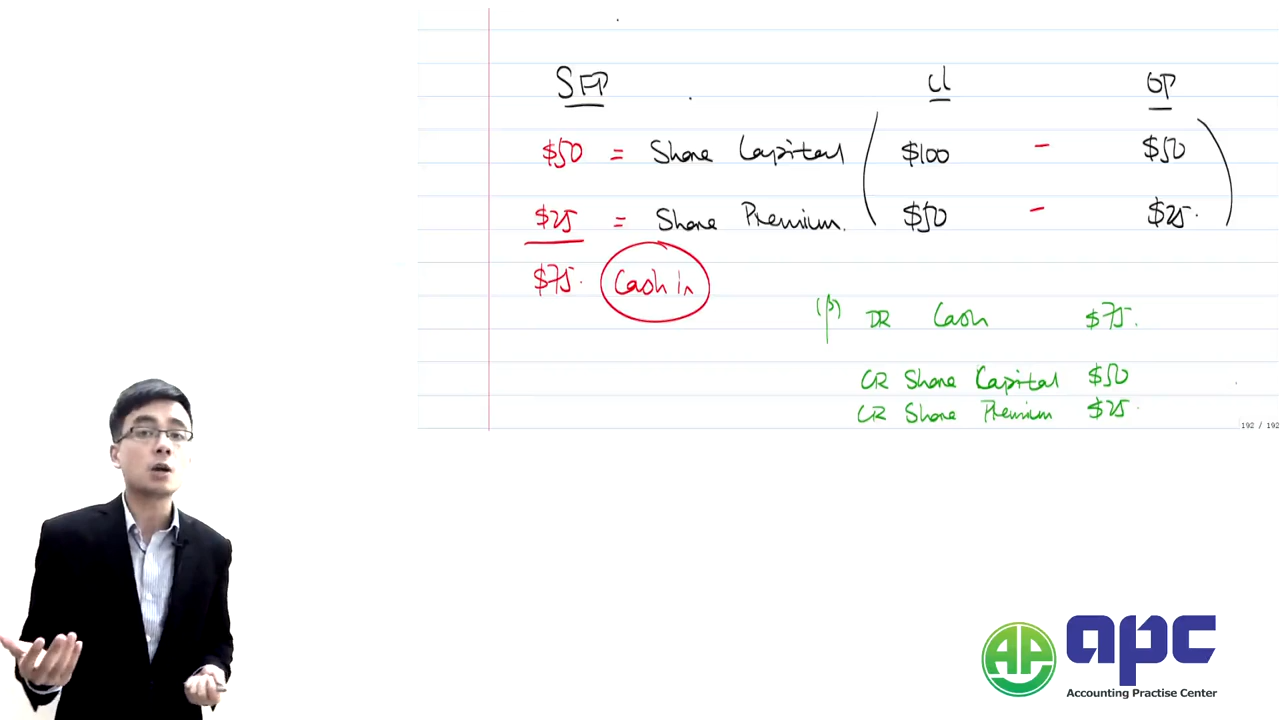 SFP Cl OP
$50 = Share Capital $100 - $50
$25 = Share Premium. $50 - $25.
$75. Cash in
(β) DR Cash $75.
CR Share Capital $50
CR Share Premium $25.
192 / 192
AP
apc
Accounting Practise Center